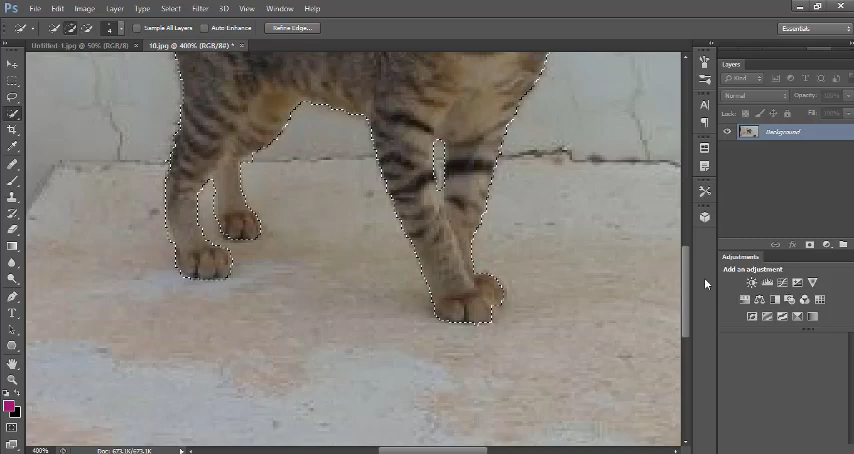 Ps File Edit Image Layer Type Select Filter 3D View Window Help
4 Sample All Layers Auto Enhance Refine Edge... Essentials
Untitled-1.jpg @ 50% (RGB/8) × 10.jpg @ 400% (RGB/8#) * ×
Layers
Kind
Normal Opacity: 100%
Lock: Fill: 100%
Background
fx
Adjustments
Add an adjustment
400% Doc: 673.1K/673.1K